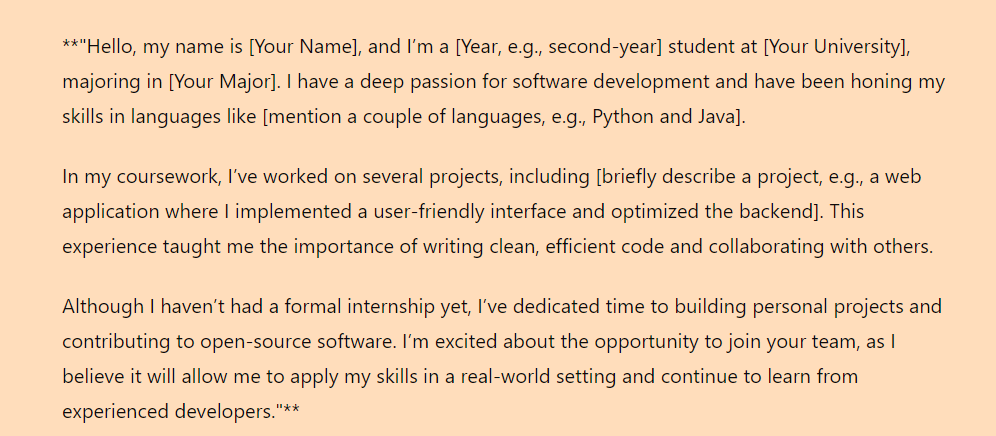 **"Hello, my name is [Your Name], and I’m a [Year, e.g., second-year] student at [Your University],
majoring in [Your Major]. I have a deep passion for software development and have been honing my
skills in languages like [mention a couple of languages, e.g., Python and Java].
In my coursework, I’ve worked on several projects, including [briefly describe a project, e.g., a web
application where I implemented a user-friendly interface and optimized the backend]. This
experience taught me the importance of writing clean, efficient code and collaborating with others.
Although I haven’t had a formal internship yet, I’ve dedicated time to building personal projects and
contributing to open-source software. I’m excited about the opportunity to join your team, as I
believe it will allow me to apply my skills in a real-world setting and continue to learn from
experienced developers."**